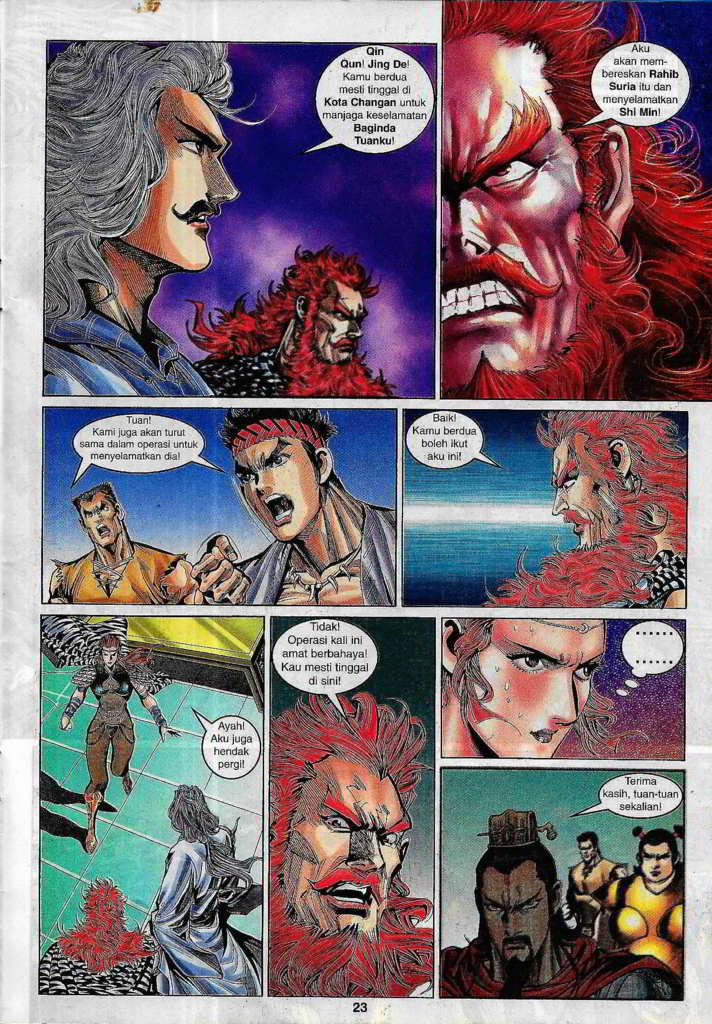 Qin
Qun! Jing De!
Kamu berdua
mesti tinggal di
Kota Changan untuk
manjaga keselamatan
Baginda
Tuanku!
Aku
akan mem-
bereskan Rahib
Suria itu dan
menyelamatkan
Shi Min!
Tuan!
Kami juga akan turut
sama dalam operasi untuk
menyelamatkan dia!
Baik!
Kamu berdua
boleh ikut
aku ini!
Ayah!
Aku juga
hendak
pergi!
Tidak!
Operasi kali ini
amat berbahaya!
Kau mesti tinggal
di sini!
......
......
Terima
kasih, tuan-tuan
sekalian!
23